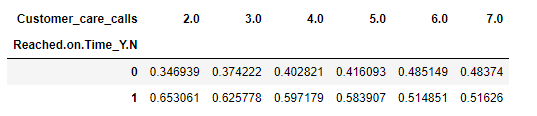 Customer_care_calls 2.0 3.0 4.0 5.0 6.0 7.0
Reached.on.Time_Y.N
0 0.346939 0.374222 0.402821 0.416093 0.485149 0.48374
1 0.653061 0.625778 0.597179 0.583907 0.514851 0.51626